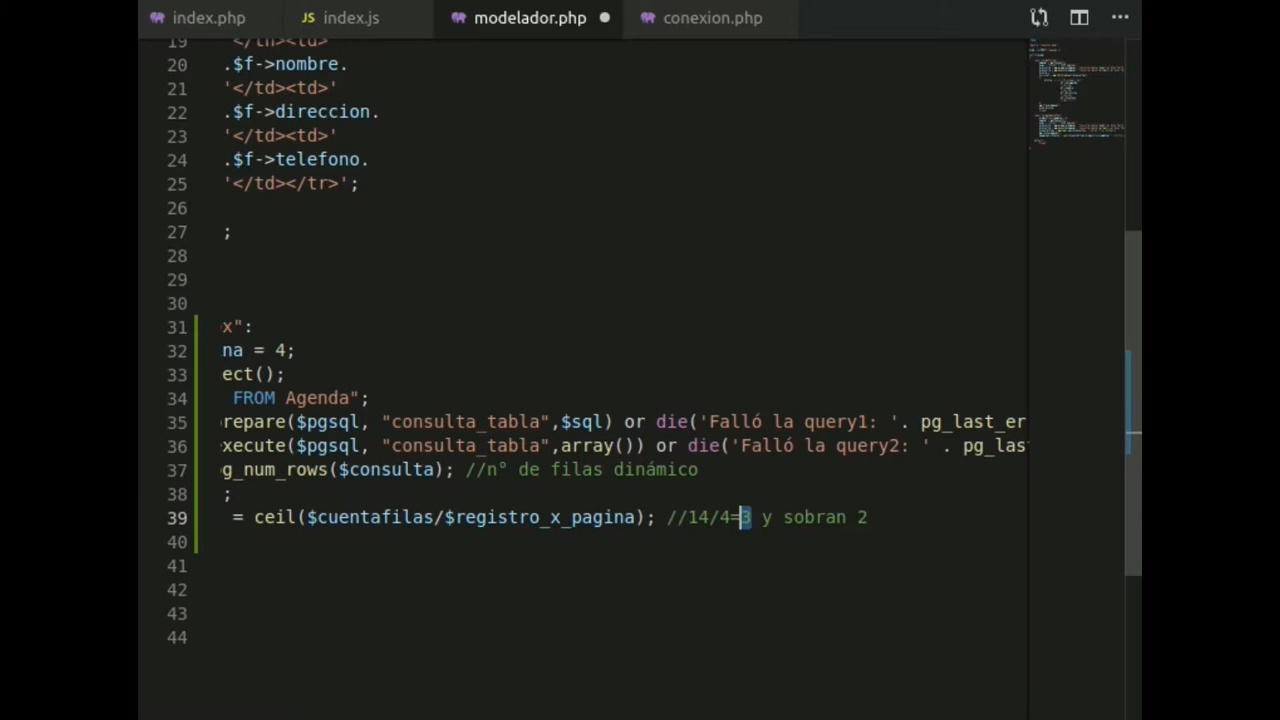 index.php JS index.js modelador.php conexion.php
19 '</th><td>'
20 .$f->nombre.
21 '</td><td>'
22 .$f->direccion.
23 '</td><td>'
24 .$f->telefono.
25 '</td></tr>';
26
27 ;
28
29
30
31 x":
32 na = 4;
33 ect();
34 FROM Agenda";
35 repare($pgsql, "consulta_tabla",$sql) or die('Falló la query1: '. pg_last_er
36 xecute($pgsql, "consulta_tabla",array()) or die('Falló la query2: ' . pg_las
37 g_num_rows($consulta); //n° de filas dinámico
38 ;
39 = ceil($cuentafilas/$registro_x_pagina); //14/4=3 y sobran 2
40
41
42
43
44